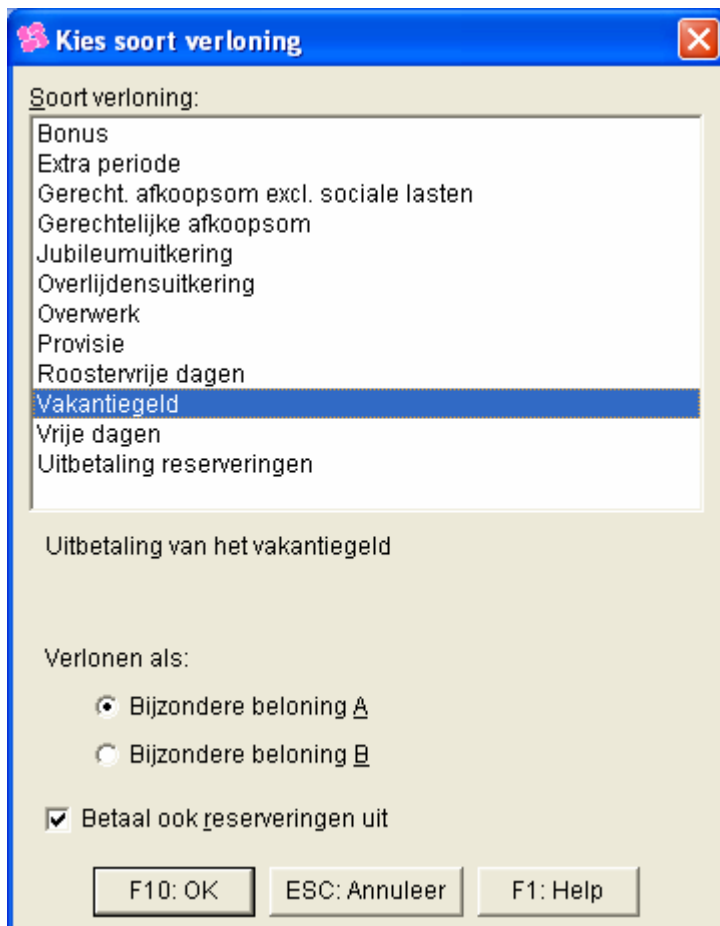 Kies soort verloning
Soort verloning:
Bonus
Extra periode
Gerecht. afkoopsom excl. sociale lasten
Gerechtelijke afkoopsom
Jubileumuitkering
Overlijdensuitkering
Overwerk
Provisie
Roostervrije dagen
Vakantiegeld
Vrije dagen
Uitbetaling reserveringen
Uitbetaling van het vakantiegeld
Verlonen als:
Bijzondere beloning A
Bijzondere beloning B
Betaal ook reserveringen uit
F10: OK ESC: Annuleer F1: Help